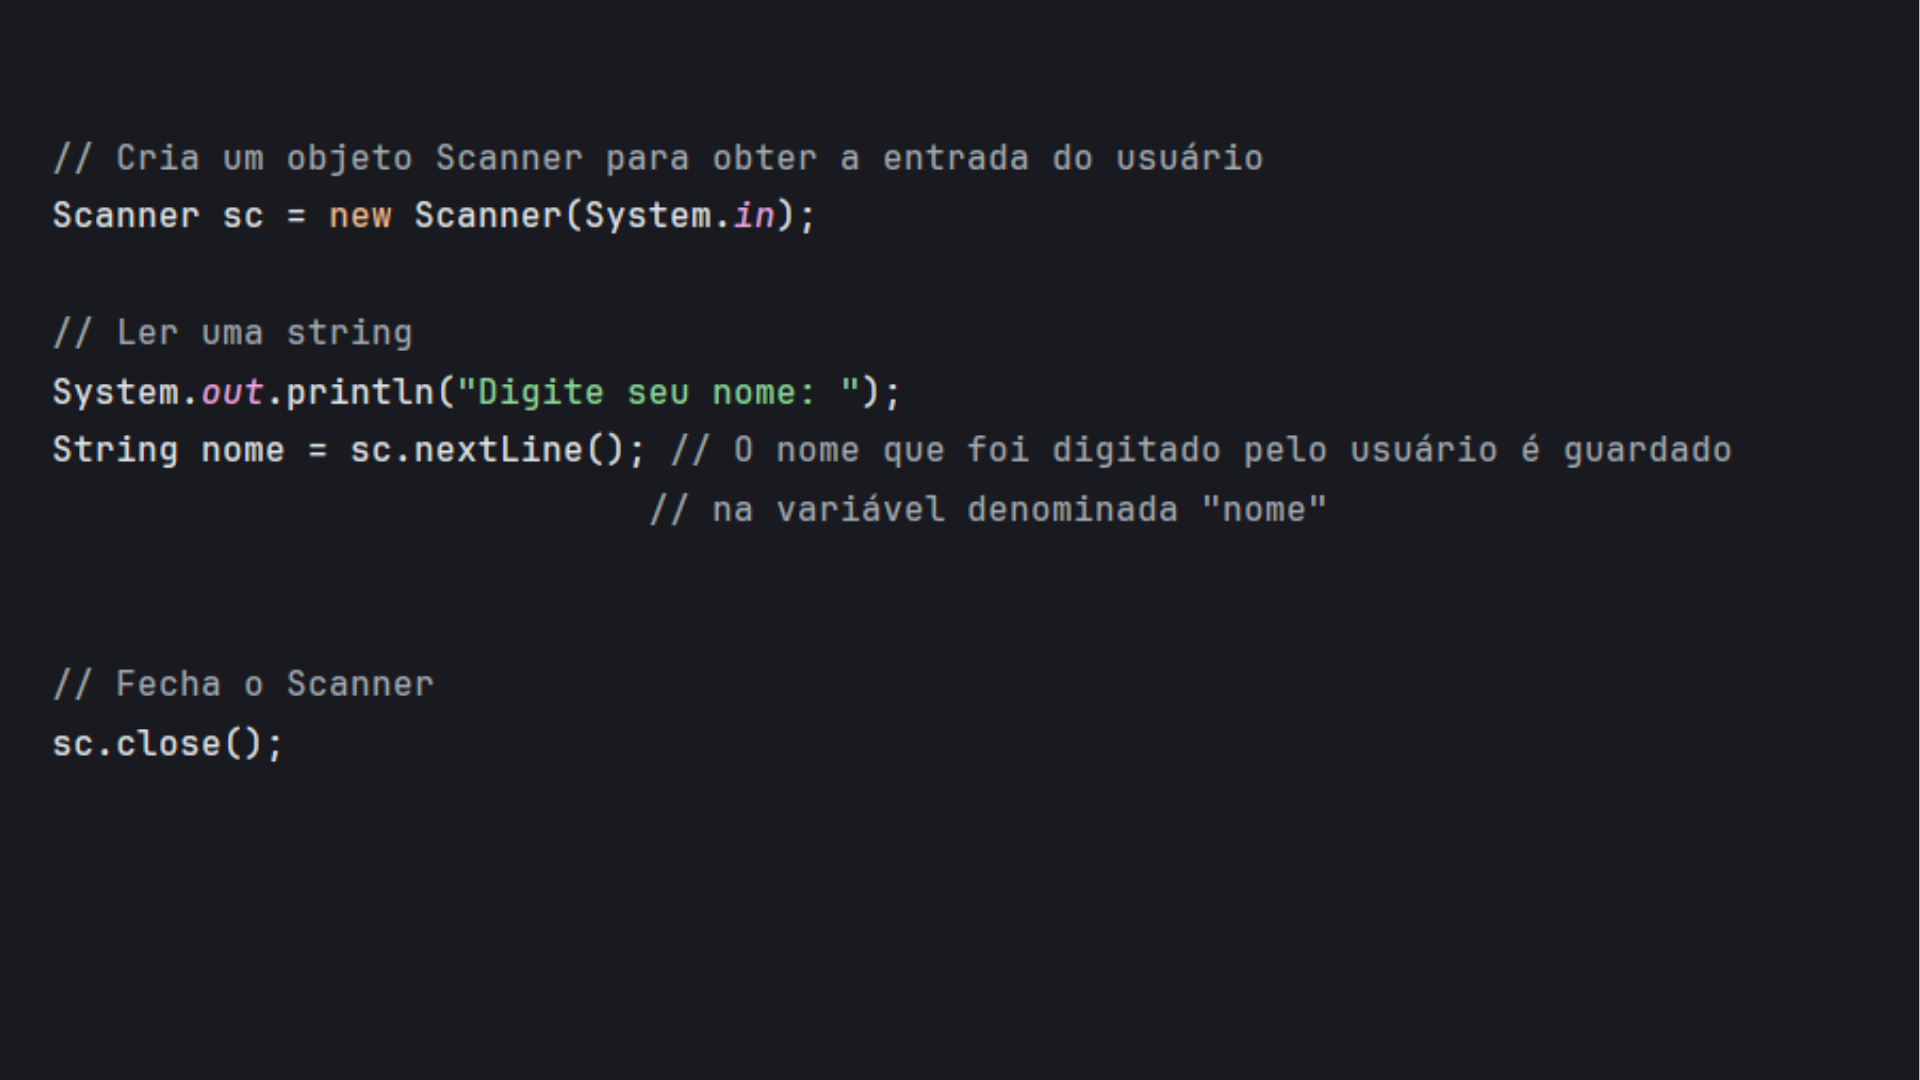 // Cria um objeto Scanner para obter a entrada do usuário
Scanner sc = new Scanner(System.in);
// Ler uma string
System.out.println("Digite seu nome: ");
String nome = sc.nextLine(); // O nome que foi digitado pelo usuário é guardado
// na variável denominada "nome"
// Fecha o Scanner
sc.close();